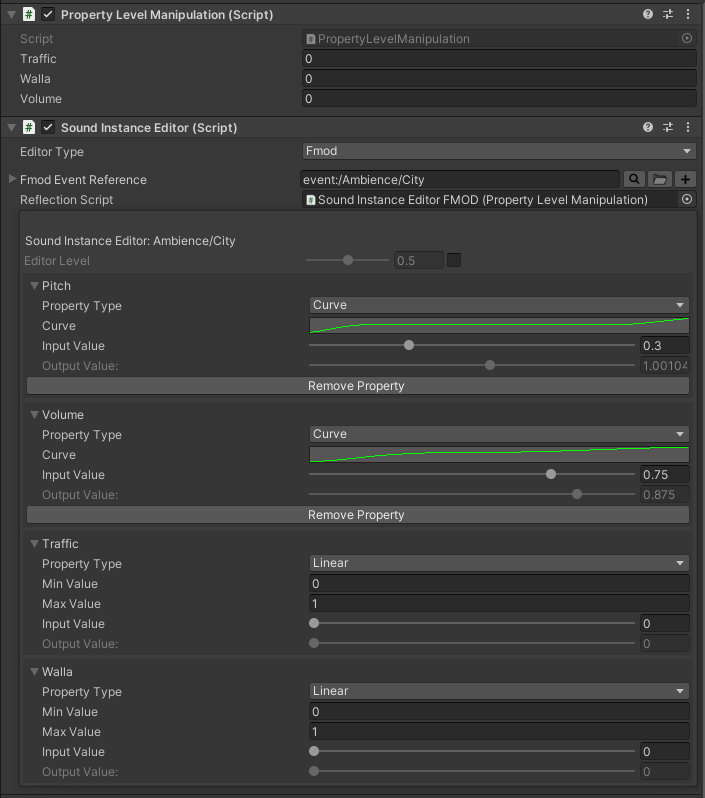 Property Level Manipulation (Script)
Script PropertyLevelManipulation
Traffic 0
Walla 0
Volume 0
Sound Instance Editor (Script)
Editor Type Fmod
Fmod Event Reference event:/Ambience/City
Reflection Script Sound Instance Editor FMOD (Property Level Manipulation)
Sound Instance Editor: Ambience/City
Editor Level 0.5
Pitch
Property Type Curve
Curve
Input Value 0.3
Output Value: 1.00104
Remove Property
Volume
Property Type Curve
Curve
Input Value 0.75
Output Value: 0.875
Remove Property
Traffic
Property Type Linear
Min Value 0
Max Value 1
Input Value 0
Output Value: 0
Walla
Property Type Linear
Min Value 0
Max Value 1
Input Value 0
Output Value: 0